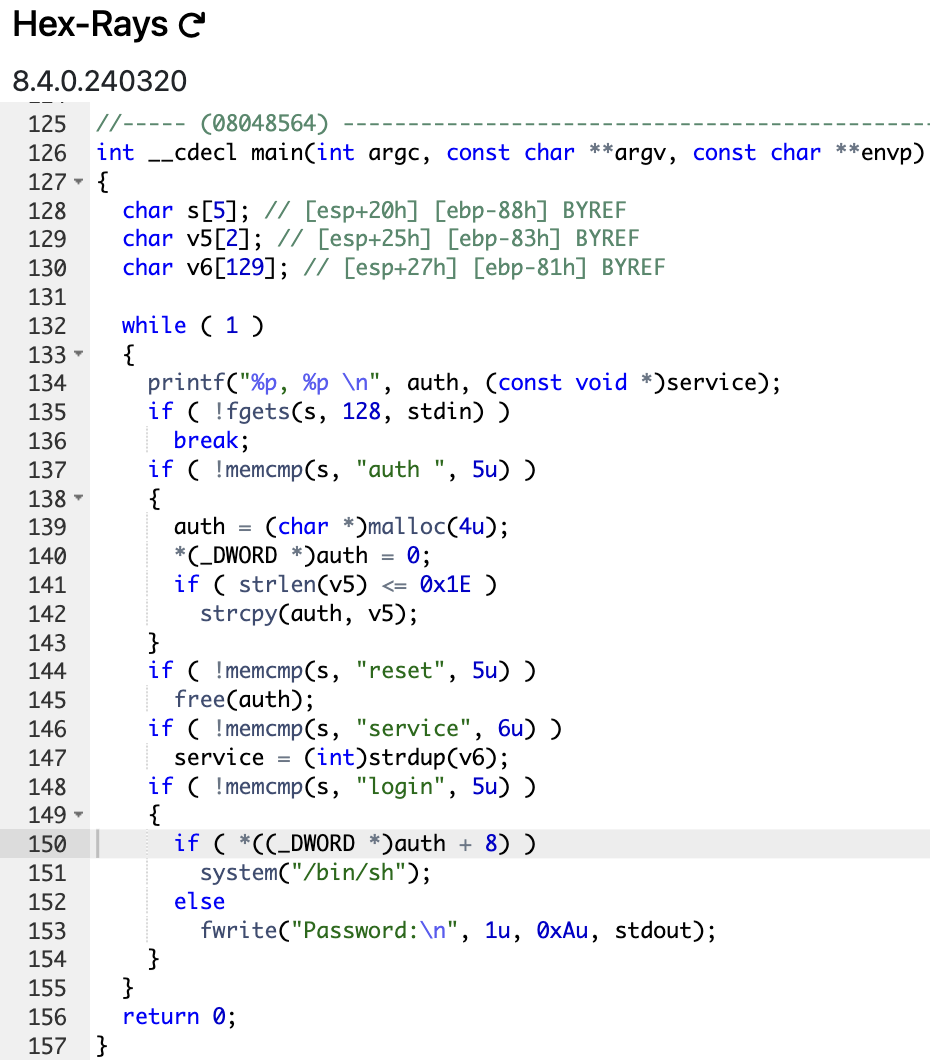 Hex-Rays
8.4.0.240320
125 //----- (08048564) --------------------------------------------
126 int __cdecl main(int argc, const char **argv, const char **envp)
127 {
128 char s[5]; // [esp+20h] [ebp-88h] BYREF
129 char v5[2]; // [esp+25h] [ebp-83h] BYREF
130 char v6[129]; // [esp+27h] [ebp-81h] BYREF
131
132 while ( 1 )
133 {
134 printf("%p, %p \n", auth, (const void *)service);
135 if ( !fgets(s, 128, stdin) )
136 break;
137 if ( !memcmp(s, "auth ", 5u) )
138 {
139 auth = (char *)malloc(4u);
140 *(_DWORD *)auth = 0;
141 if ( strlen(v5) <= 0x1E )
142 strcpy(auth, v5);
143 }
144 if ( !memcmp(s, "reset", 5u) )
145 free(auth);
146 if ( !memcmp(s, "service", 6u) )
147 service = (int)strdup(v6);
148 if ( !memcmp(s, "login", 5u) )
149 {
150 if ( *((_DWORD *)auth + 8) )
151 system("/bin/sh");
152 else
153 fwrite("Password:\n", 1u, 0xAu, stdout);
154 }
155 }
156 return 0;
157 }